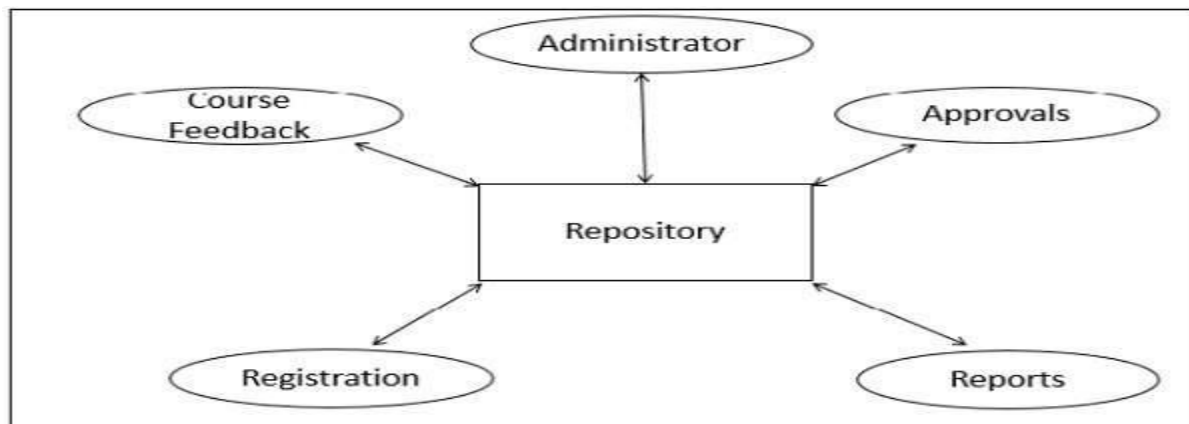 Administrator
Course
Feedback
Approvals
Repository
Registration
Reports